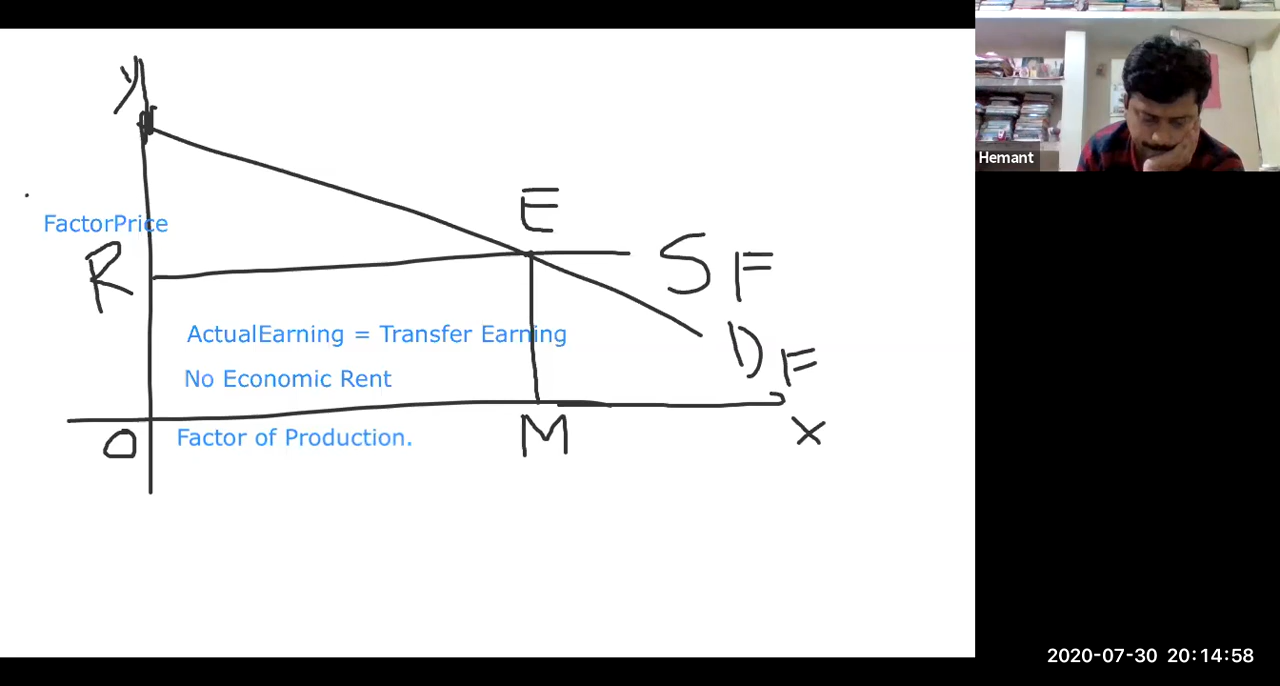 Y
Hemant
E
FactorPrice
R
S F
ActualEarning = Transfer Earning
D F
No Economic Rent
O
Factor of Production.
M
X
2020-07-30 20:14:58